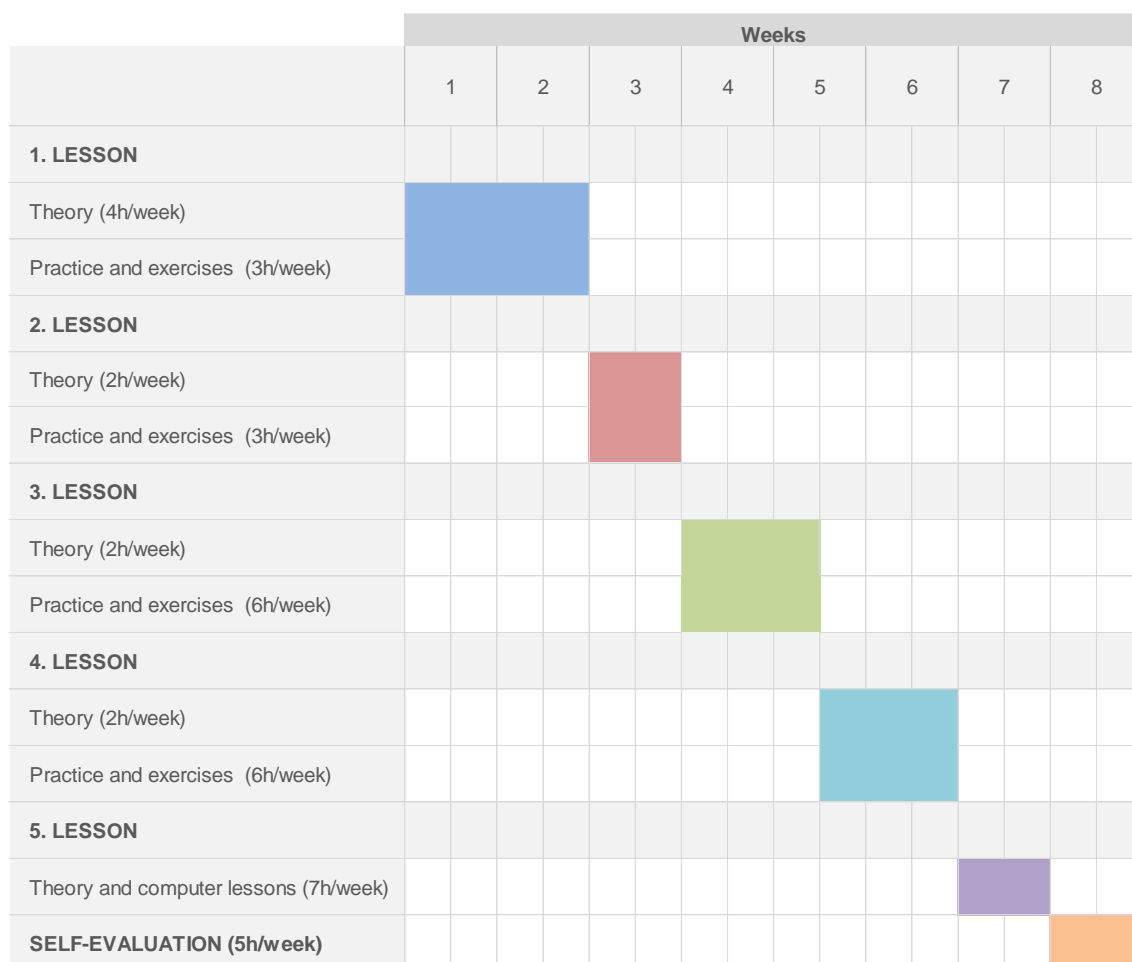 Weeks
1 2 3 4 5 6 7 8
1. LESSON
Theory (4h/week)
Practice and exercises (3h/week)
2. LESSON
Theory (2h/week)
Practice and exercises (3h/week)
3. LESSON
Theory (2h/week)
Practice and exercises (6h/week)
4. LESSON
Theory (2h/week)
Practice and exercises (6h/week)
5. LESSON
Theory and computer lessons (7h/week)
SELF-EVALUATION (5h/week)